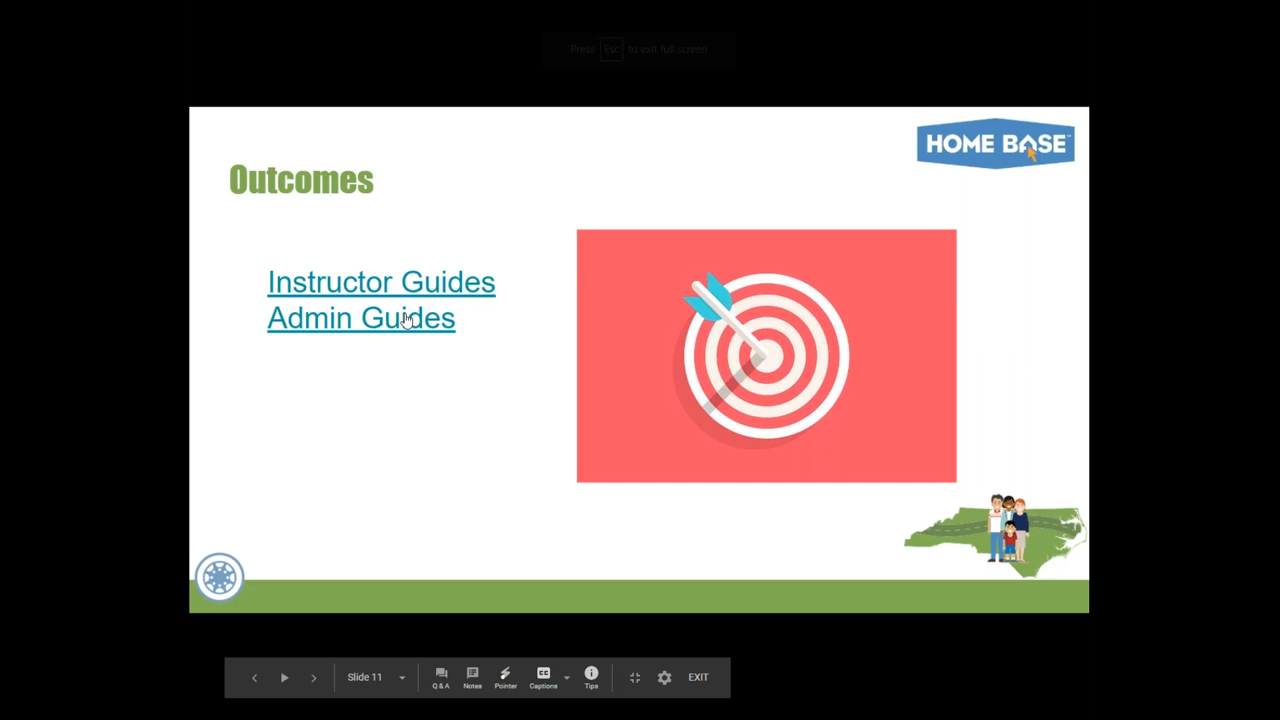 Press Esc to exit full screen
HOME BASE™
Outcomes
Instructor Guides
Admin Guides
Slide 11
Q & A
Notes
Pointer
Captions
Tips
EXIT